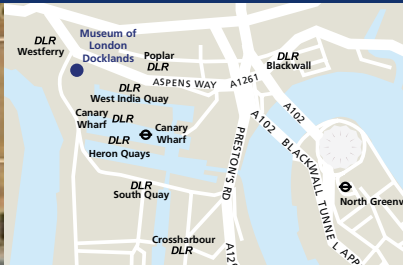 Museum of
London
Docklands
DLR
Westferry
Poplar
DLR
DLR
Blackwall
ASPENS WAY A1261
DLR
West India Quay
Canary
Wharf DLR
Canary
Wharf
DLR
Heron Quays
A102
A102
BLACKWALL TUNNEL APP
PRESTON'S RD
DLR
South Quay
North Greenw
Crossharbour
DLR
A12